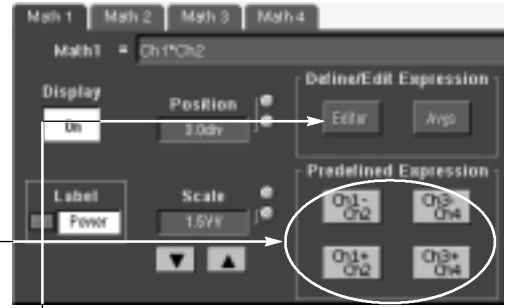 Math 1 Math 2 Math 3 Math 4
Math1 = Ch1*Ch2
Display
On
Position
3.0div
Define/Edit Expression
Editor Avgs
Label
Power
Scale
1.5VV
Predefined Expression
Ch1-
Ch2
Ch3-
Ch4
Ch1*
Ch2
Ch3*
Ch4